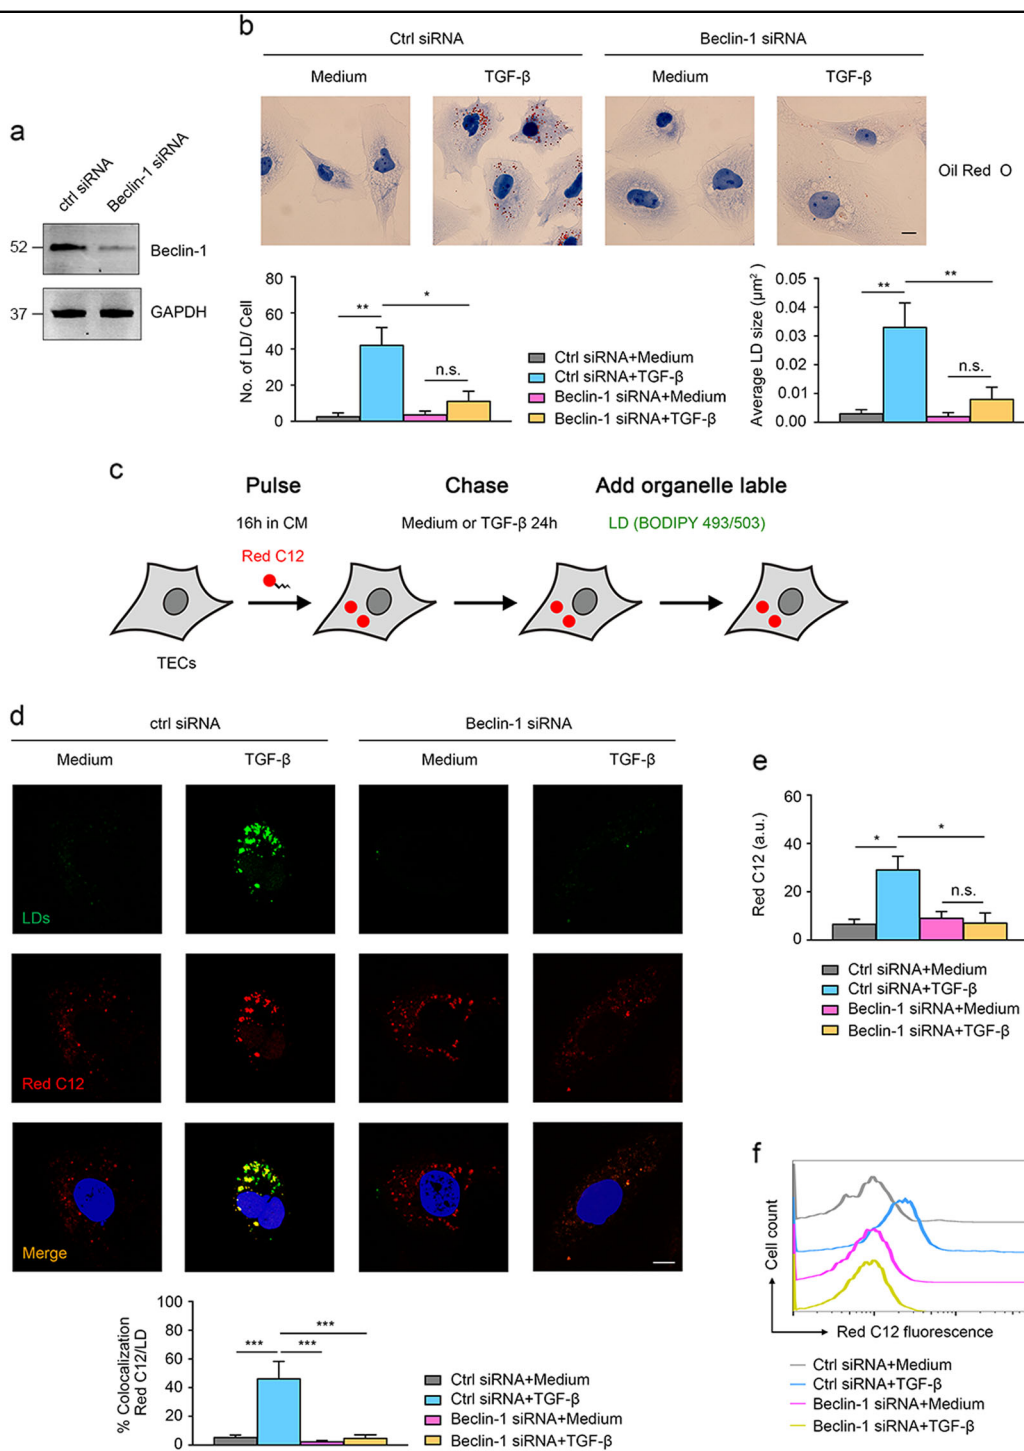 a
ctrl siRNA
Beclin-1 siRNA
52
Beclin-1
37
GAPDH
b
Ctrl siRNA
Beclin-1 siRNA
Medium
TGF-β
Medium
TGF-β
Oil Red O
No. of LD/ Cell
80
60
40
20
0
**
*
n.s.
Ctrl siRNA+Medium
Ctrl siRNA+TGF-β
Beclin-1 siRNA+Medium
Beclin-1 siRNA+TGF-β
Average LD size (μm²)
0.05
0.04
0.03
0.02
0.01
0.00
**
**
n.s.
c
Pulse
Chase
Add organelle lable
16h in CM
Medium or TGF-β 24h
LD (BODIPY 493/503)
Red C12
TECs
d
ctrl siRNA
Beclin-1 siRNA
Medium
TGF-β
Medium
TGF-β
LDs
Red C12
Merge
% Colocalization
Red C12/LD
100
80
60
40
20
0
***
***
***
Ctrl siRNA+Medium
Ctrl siRNA+TGF-β
Beclin-1 siRNA+Medium
Beclin-1 siRNA+TGF-β
e
Red C12 (a.u.)
60
40
20
0
*
*
n.s.
Ctrl siRNA+Medium
Ctrl siRNA+TGF-β
Beclin-1 siRNA+Medium
Beclin-1 siRNA+TGF-β
f
Cell count
Red C12 fluorescence
Ctrl siRNA+Medium
Ctrl siRNA+TGF-β
Beclin-1 siRNA+Medium
Beclin-1 siRNA+TGF-β